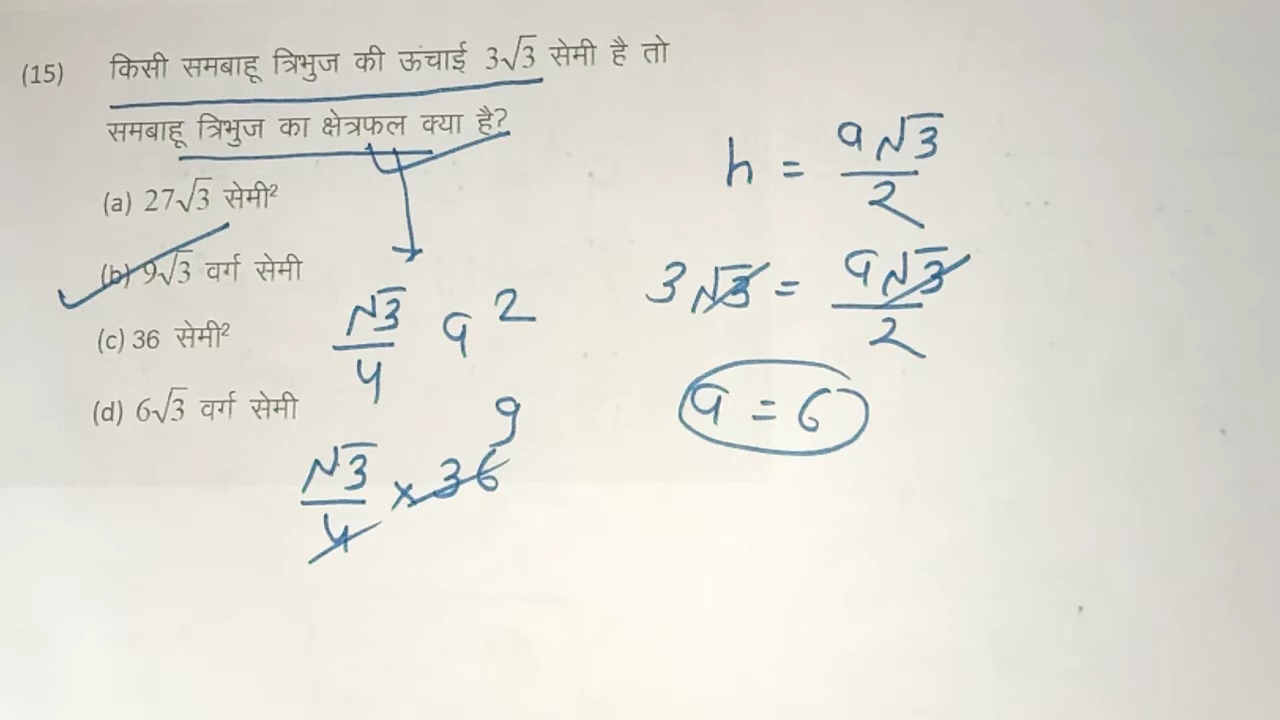 (15) किसी समबाहू त्रिभुज की ऊंचाई 3√3 सेमी है तो
समबाहू त्रिभुज का क्षेत्रफल क्या है?
(a) 27√3 सेमी²
(b) 9√3 वर्ग सेमी
(c) 36 सेमी²
(d) 6√3 वर्ग सेमी
√3/4 a²
√3/4 × 36 9
h = a√3/2
3√3 = a√3/2
a = 6